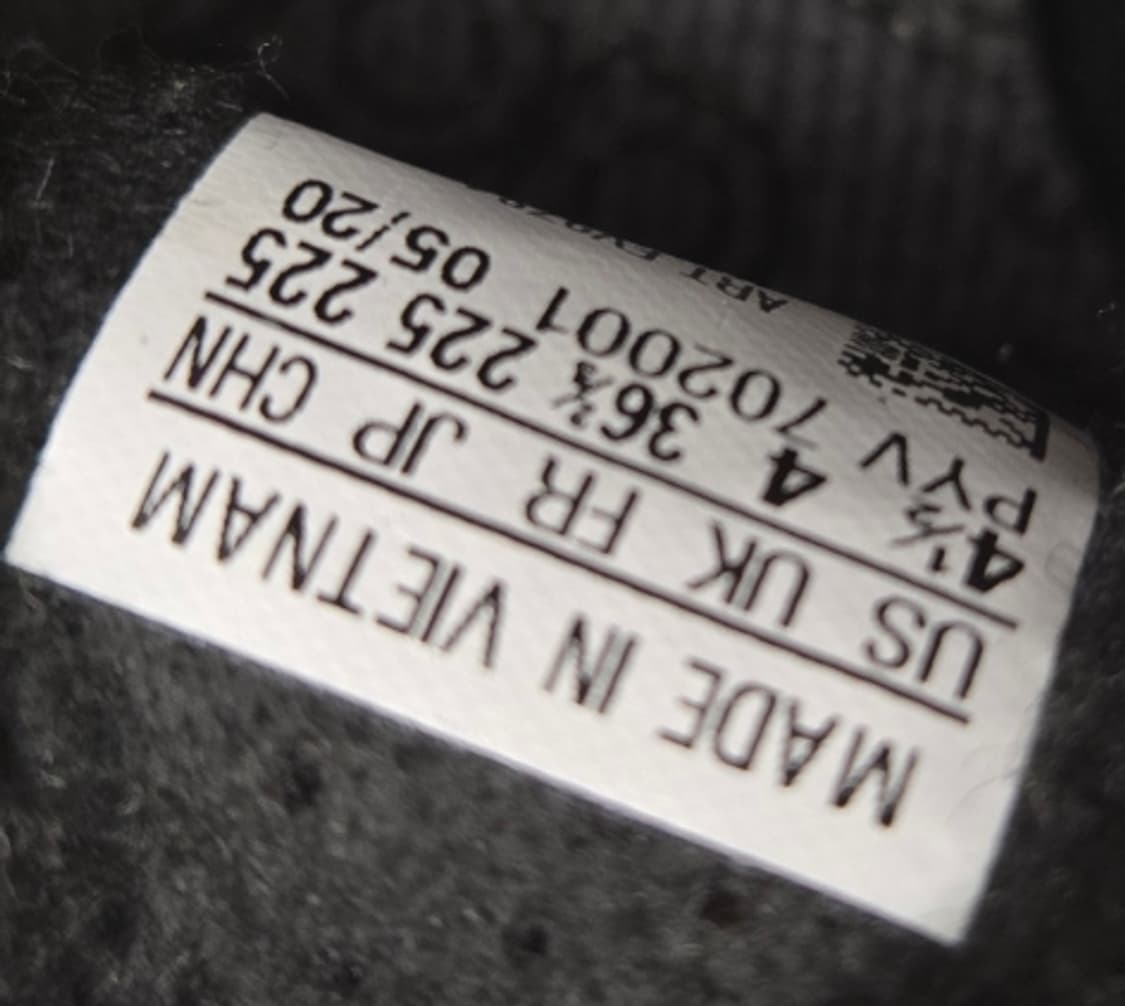 MADE IN VIETNAM
US UK FR JP CHN
4½ 4 36⅔ 225 225
PYV 702001 05/20
ART